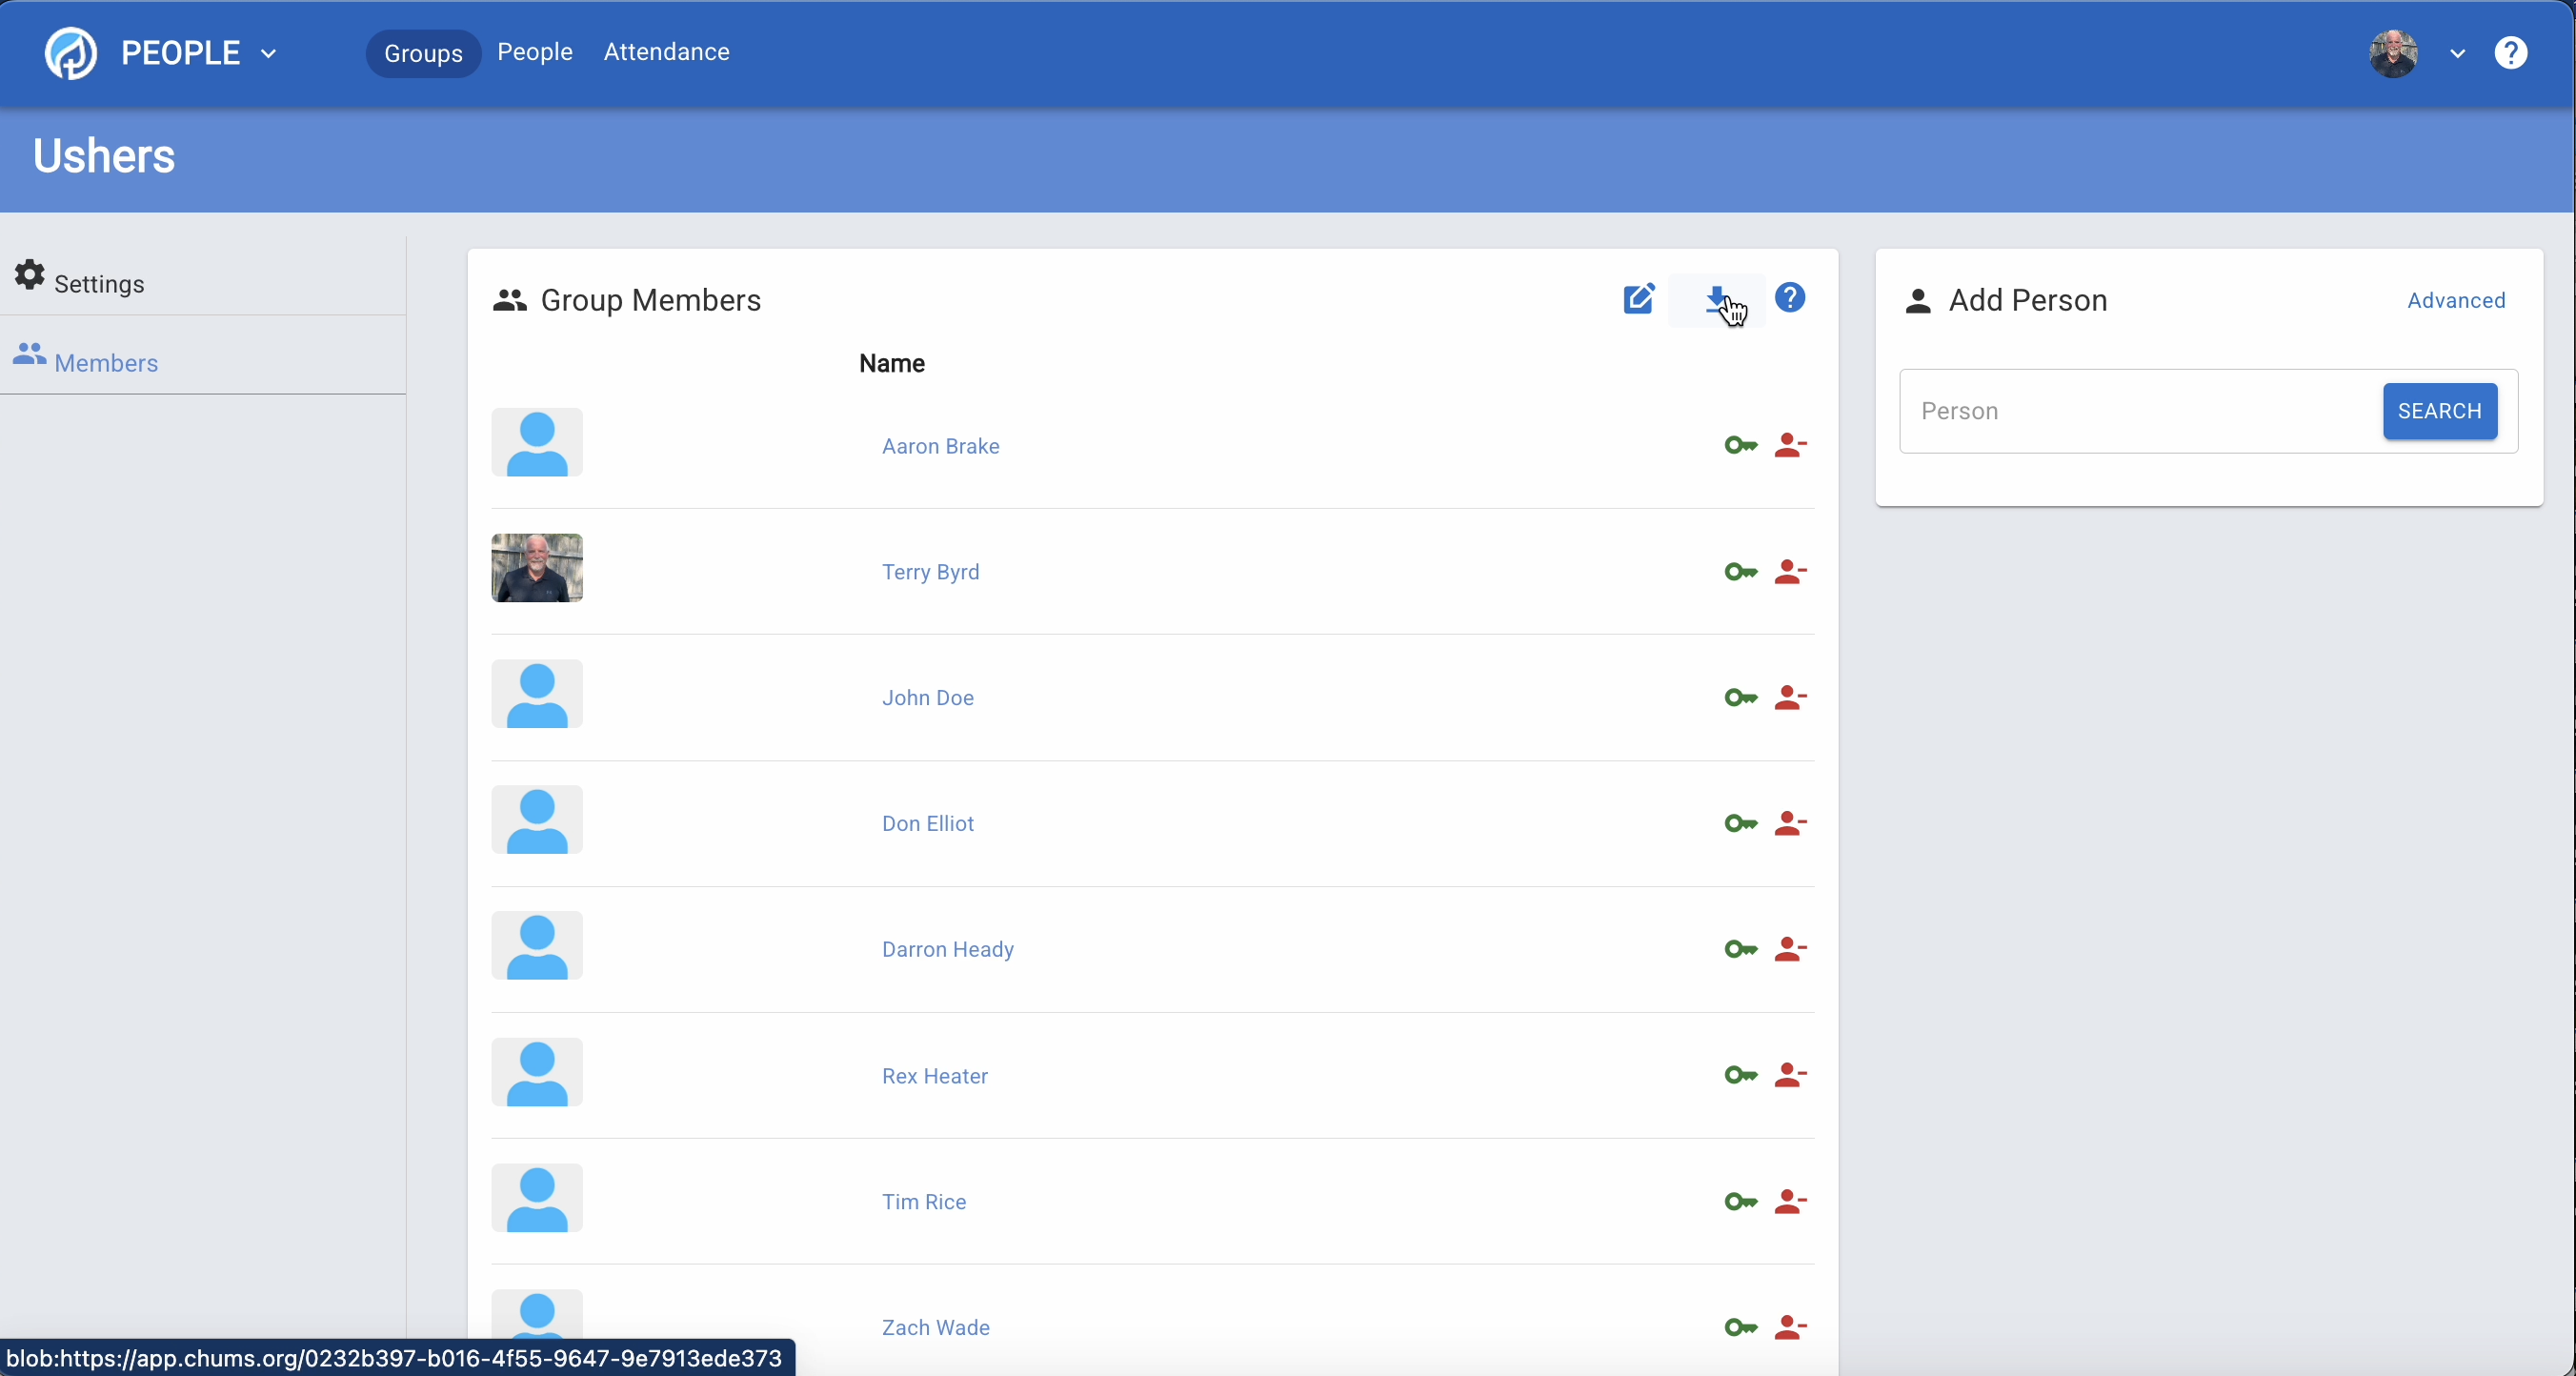 PEOPLE
Groups
People
Attendance
Ushers
Settings
Members
Group Members
Name
Aaron Brake
Terry Byrd
John Doe
Don Elliot
Darron Heady
Rex Heater
Tim Rice
Zach Wade
Add Person
Advanced
Person
SEARCH
blob:https://app.chums.org/0232b397-b016-4f55-9647-9e7913ede373